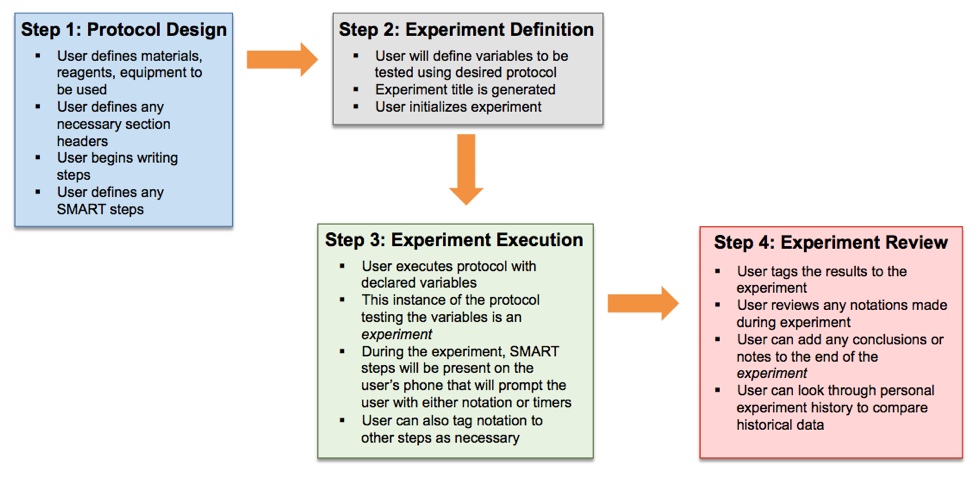 Step 1: Protocol Design
▪ User defines materials,
reagents, equipment to
be used
▪ User defines any
necessary section
headers
▪ User begins writing
steps
▪ User defines any
SMART steps
Step 2: Experiment Definition
▪ User will define variables to be
tested using desired protocol
▪ Experiment title is generated
▪ User initializes experiment
Step 3: Experiment Execution
▪ User executes protocol with
declared variables
▪ This instance of the protocol
testing the variables is an
experiment
▪ During the experiment, SMART
steps will be present on the
user's phone that will prompt the
user with either notation or timers
▪ User can also tag notation to
other steps as necessary
Step 4: Experiment Review
▪ User tags the results to the
experiment
▪ User reviews any notations made
during experiment
▪ User can add any conclusions or
notes to the end of the
experiment
▪ User can look through personal
experiment history to compare
historical data